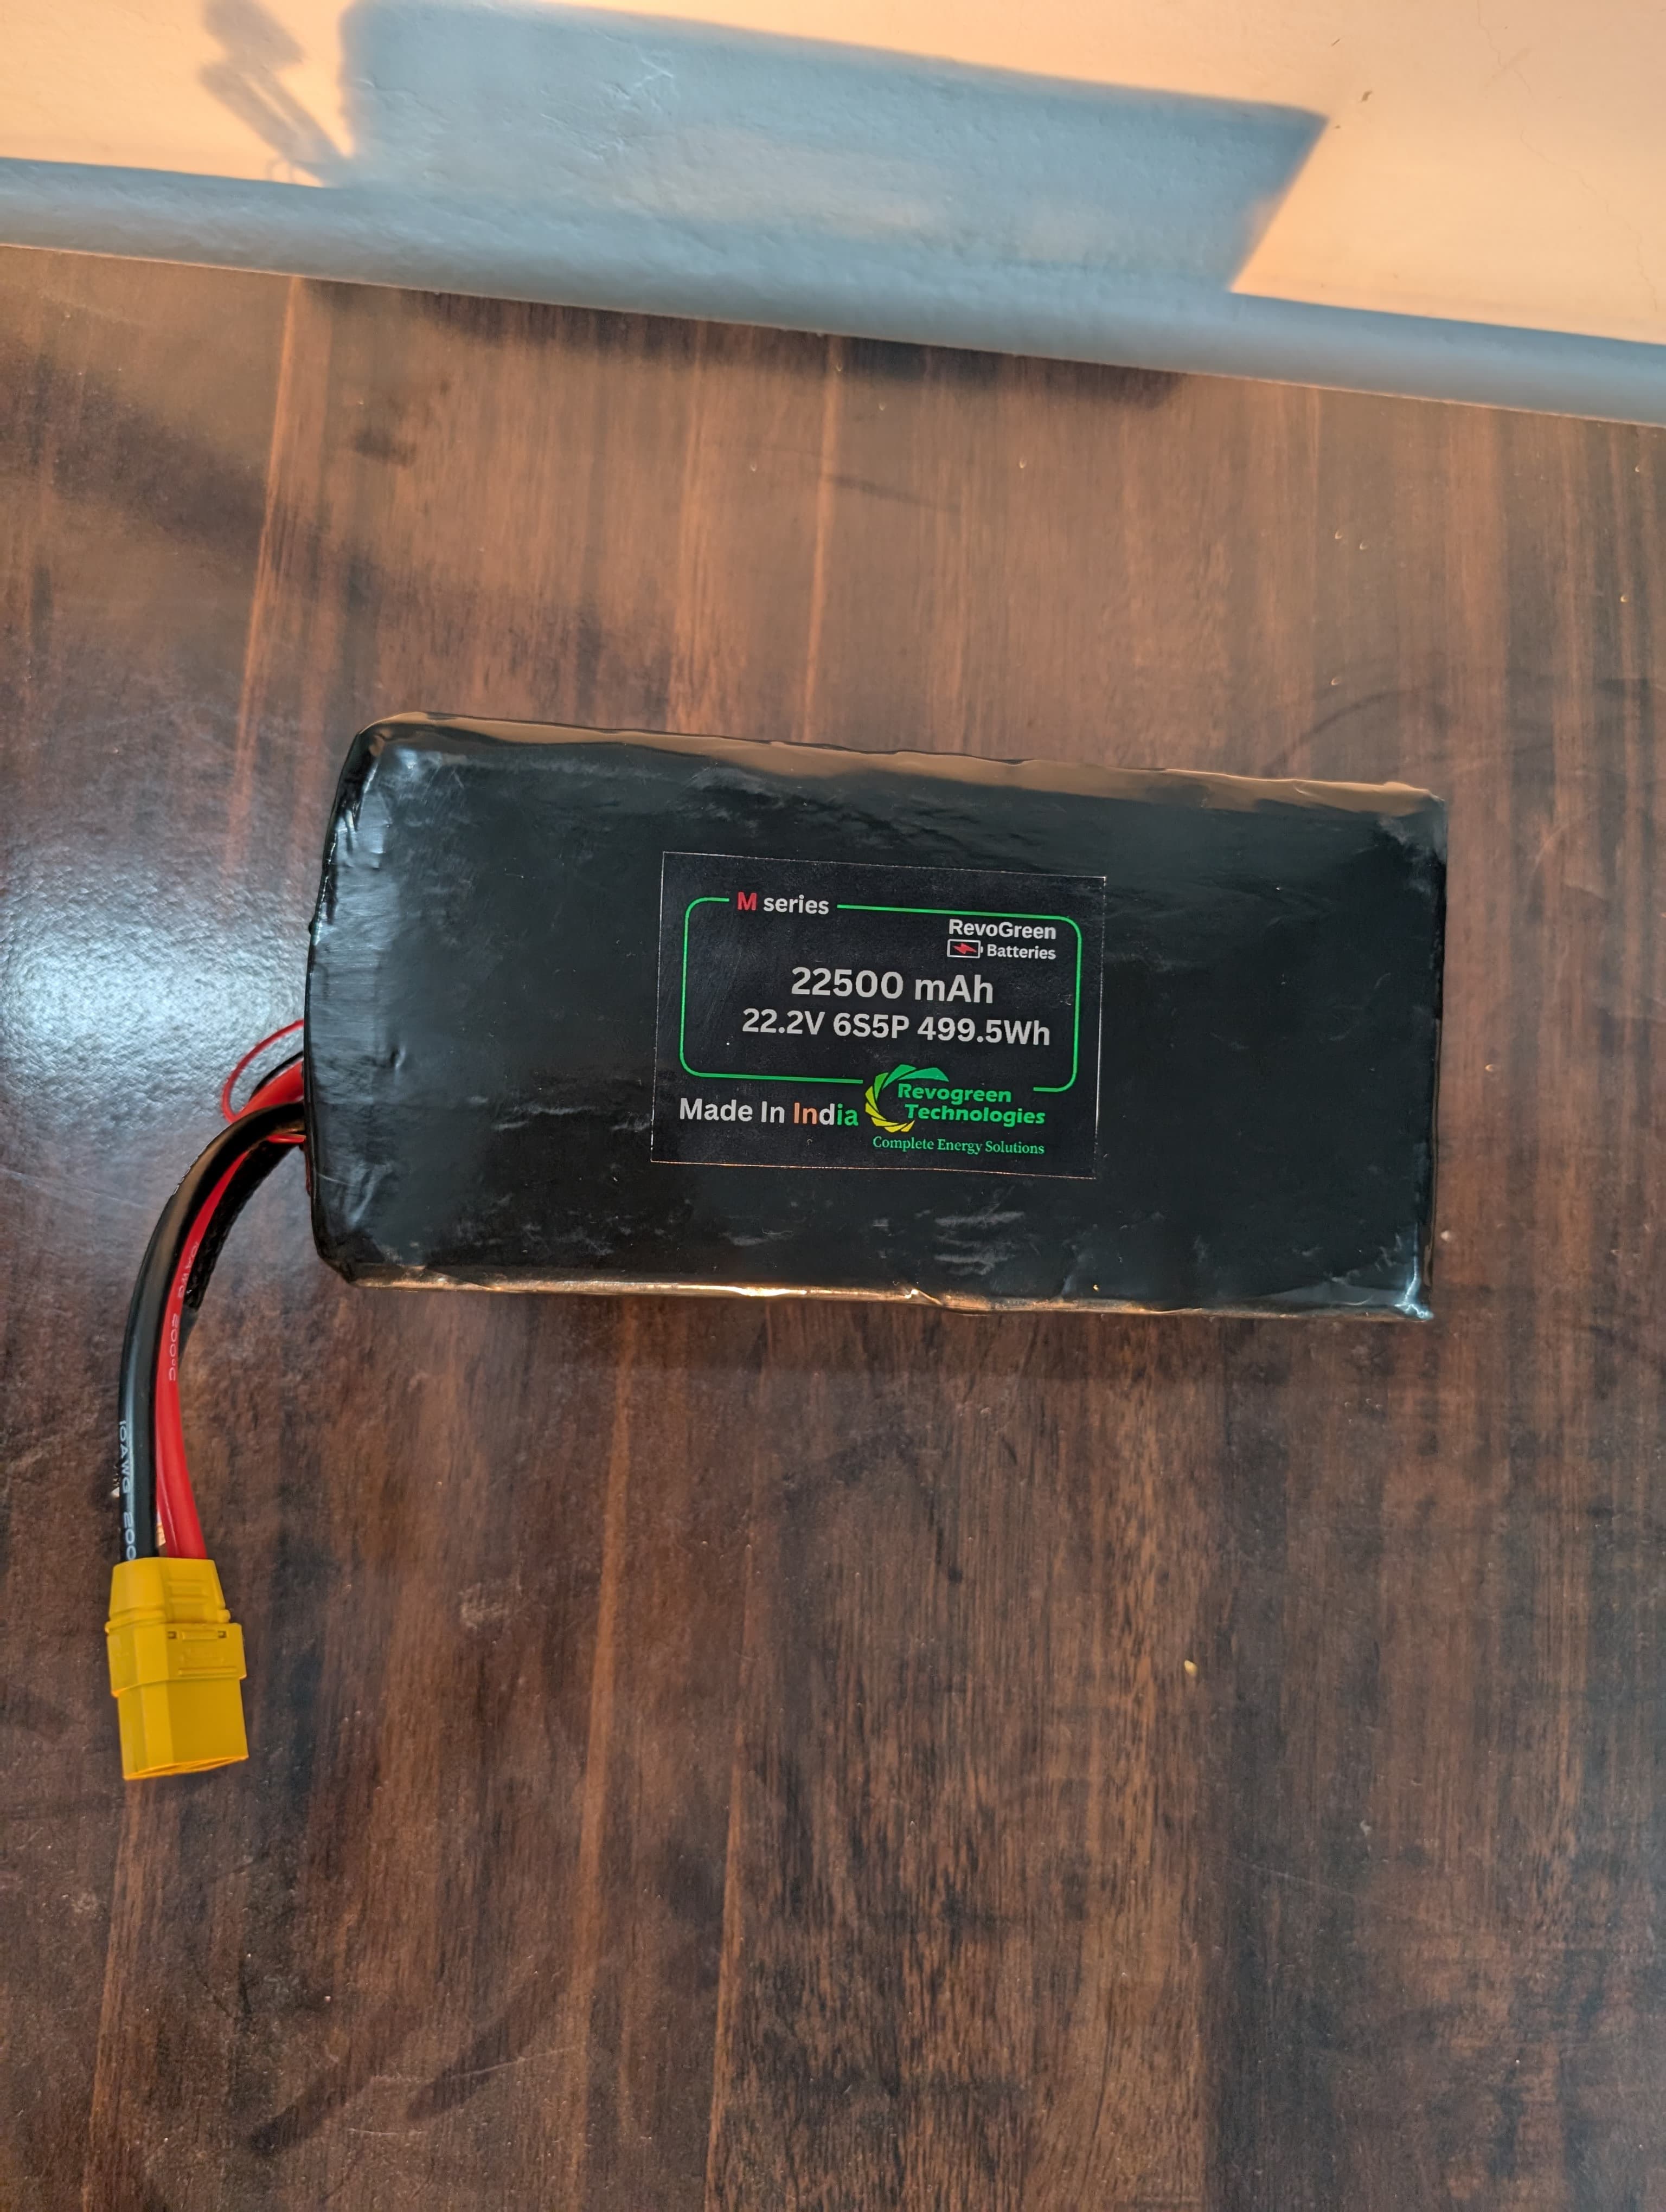 M series
RevoGreen
Batteries
22500 mAh
22.2V 6S5P 499.5Wh
Made In India
Revogreen
Technologies
Complete Energy Solutions
200°C
10AWG 200